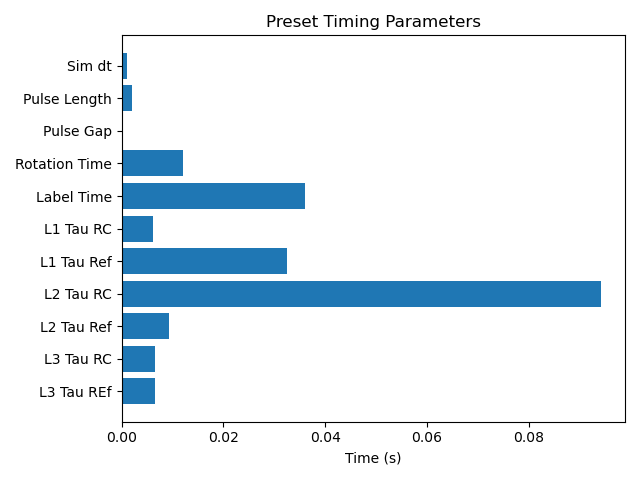 Preset Timing Parameters
Sim dt
Pulse Length
Pulse Gap
Rotation Time
Label Time
L1 Tau RC
L1 Tau Ref
L2 Tau RC
L2 Tau Ref
L3 Tau RC
L3 Tau REf
0.00 0.02 0.04 0.06 0.08
Time (s)